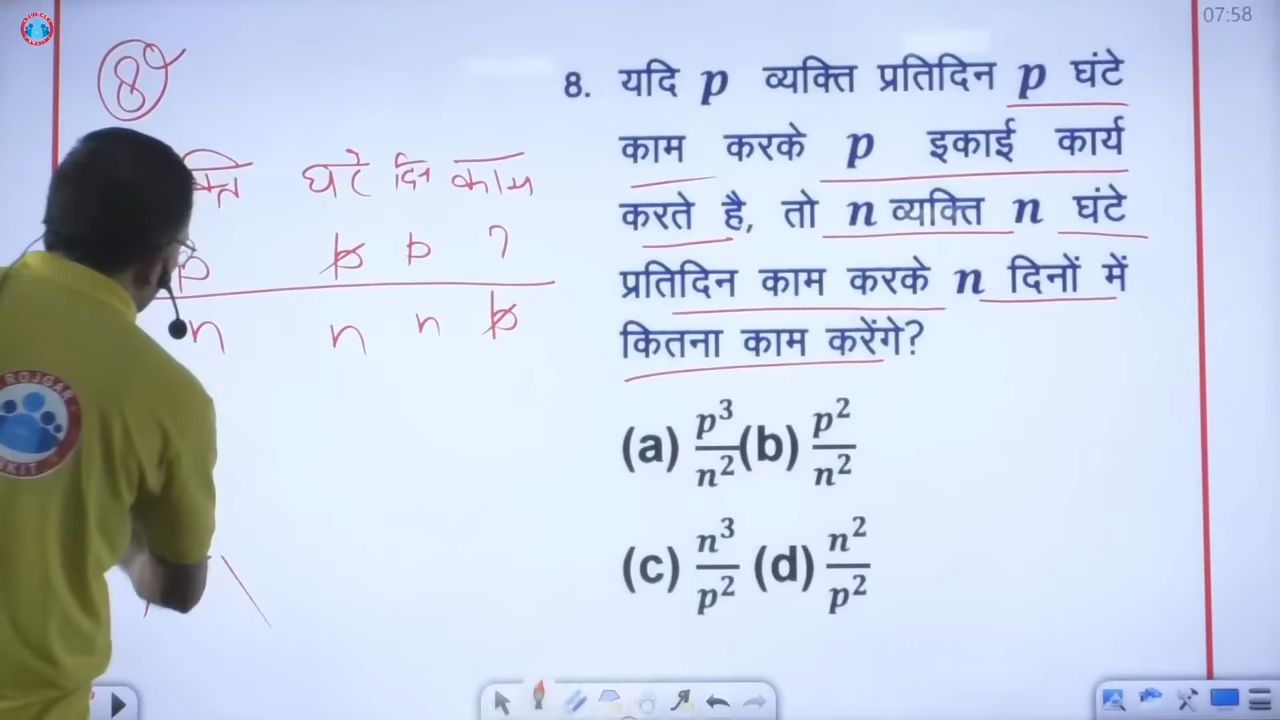 07:58
8
8. यदि p व्यक्ति प्रतिदिन p घंटे
काम करके p इकाई कार्य
करते है, तो n व्यक्ति n घंटे
प्रतिदिन काम करके n दिनों में
कितना काम करेंगे?
(a) p³/n² (b) p²/n²
(c) n³/p² (d) n²/p²
घंटे दिन काम
p p p ?
n n n p
ROJGAR